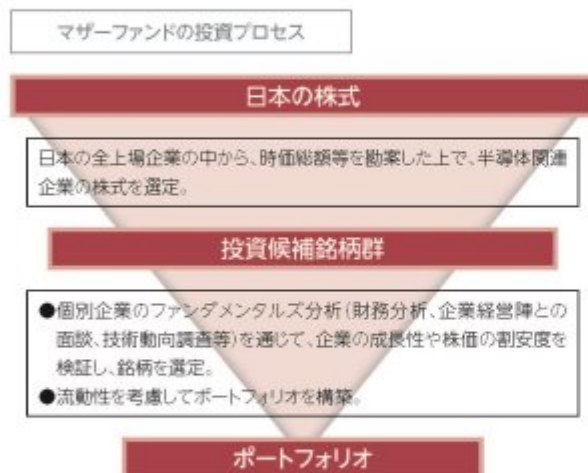 マザーファンドの投資プロセス
日本の株式
日本の全上場企業の中から、時価総額等を勘案した上で、半導体関連
企業の株式を選定。
投資候補銘柄群
●個別企業のファンダメンタルズ分析(財務分析、企業経営陣との
面談、技術動向調査等)を通じて、企業の成長性や株価の割安度を
検証し、銘柄を選定。
●流動性を考慮してポートフォリオを構築。
ポートフォリオ